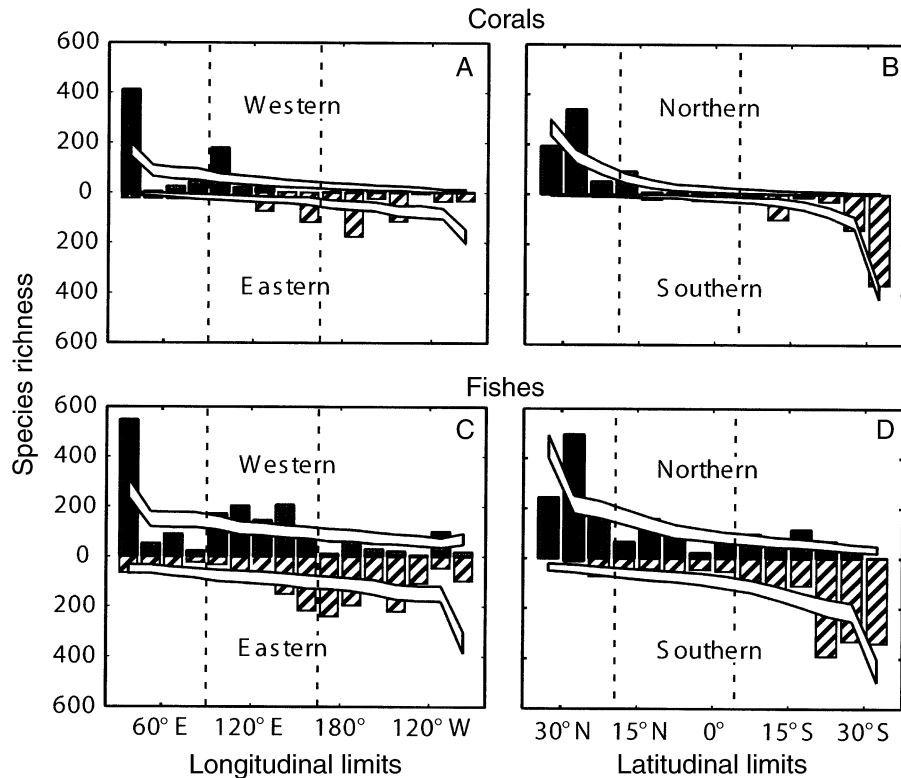 Corals
600
400
200
0
200
400
600
A
Western
Eastern
B
Northern
Southern
Species richness
Fishes
600
400
200
0
200
400
600
C
Western
Eastern
D
Northern
Southern
60° E 120° E 180° 120° W
30° N 15° N 0° 15° S 30° S
Longitudinal limits
Latitudinal limits